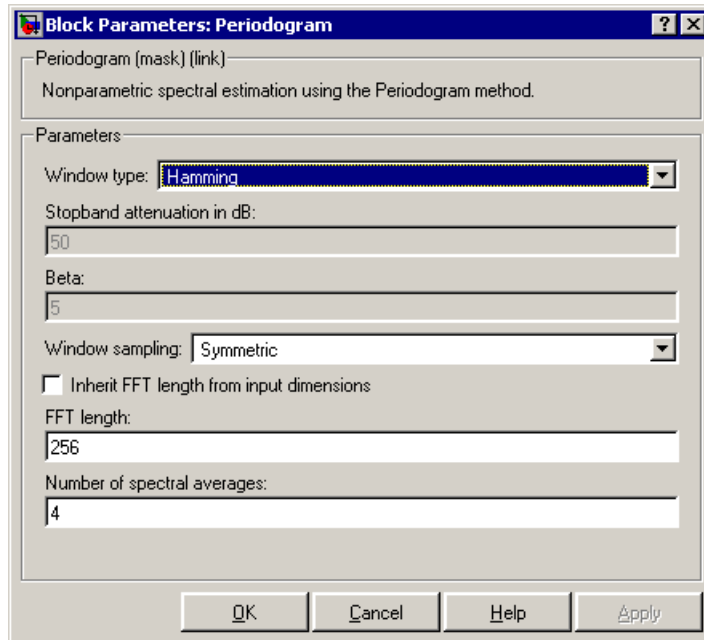 Block Parameters: Periodogram
Periodogram (mask) (link)
Nonparametric spectral estimation using the Periodogram method.
Parameters
Window type: Hamming
Stopband attenuation in dB:
50
Beta:
5
Window sampling: Symmetric
Inherit FFT length from input dimensions
FFT length:
256
Number of spectral averages:
4
OK Cancel Help Apply